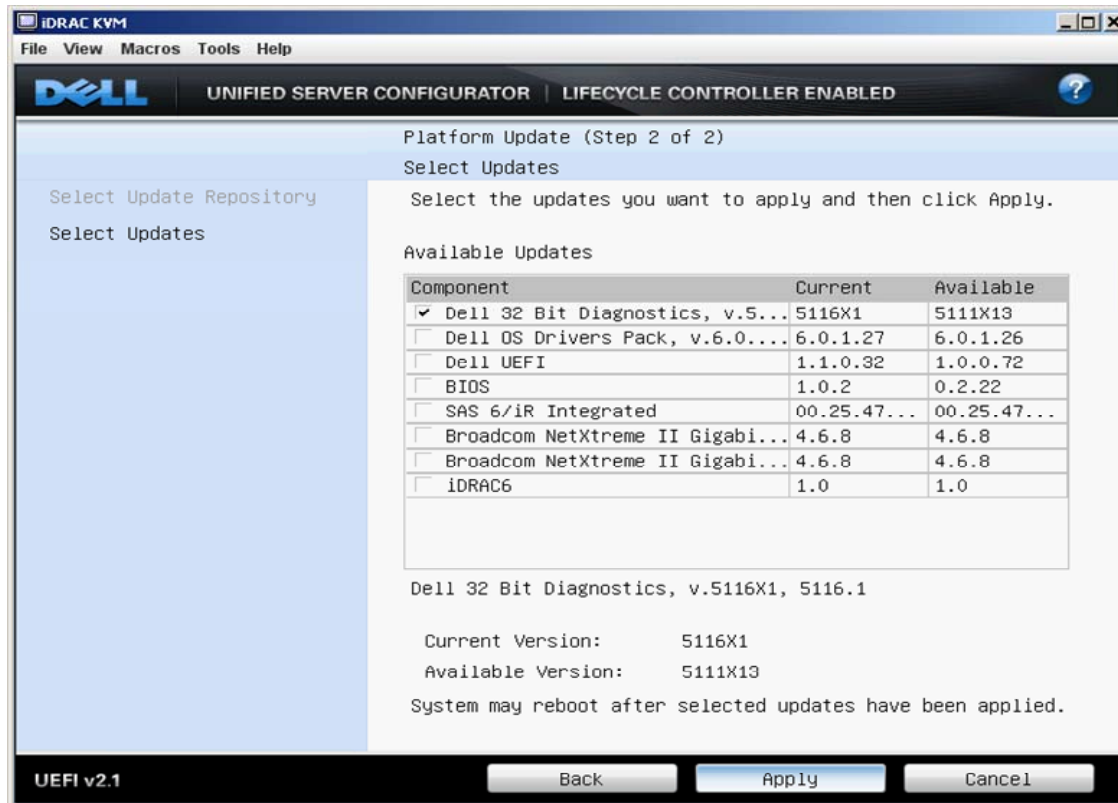 iDRAC KVM
File View Macros Tools Help
DELL UNIFIED SERVER CONFIGURATOR | LIFECYCLE CONTROLLER ENABLED ?
Platform Update (Step 2 of 2)
Select Updates
Select Update Repository
Select Updates
Select the updates you want to apply and then click Apply.
Available Updates
Component Current Available
Dell 32 Bit Diagnostics, v.5... 5116X1 5111X13
Dell OS Drivers Pack, v.6.0.... 6.0.1.27 6.0.1.26
Dell UEFI 1.1.0.32 1.0.0.72
BIOS 1.0.2 0.2.22
SAS 6/iR Integrated 00.25.47... 00.25.47...
Broadcom NetXtreme II Gigabi... 4.6.8 4.6.8
Broadcom NetXtreme II Gigabi... 4.6.8 4.6.8
iDRAC6 1.0 1.0
Dell 32 Bit Diagnostics, v.5116X1, 5116.1
Current Version: 5116X1
Available Version: 5111X13
System may reboot after selected updates have been applied.
UEFI v2.1 Back Apply Cancel